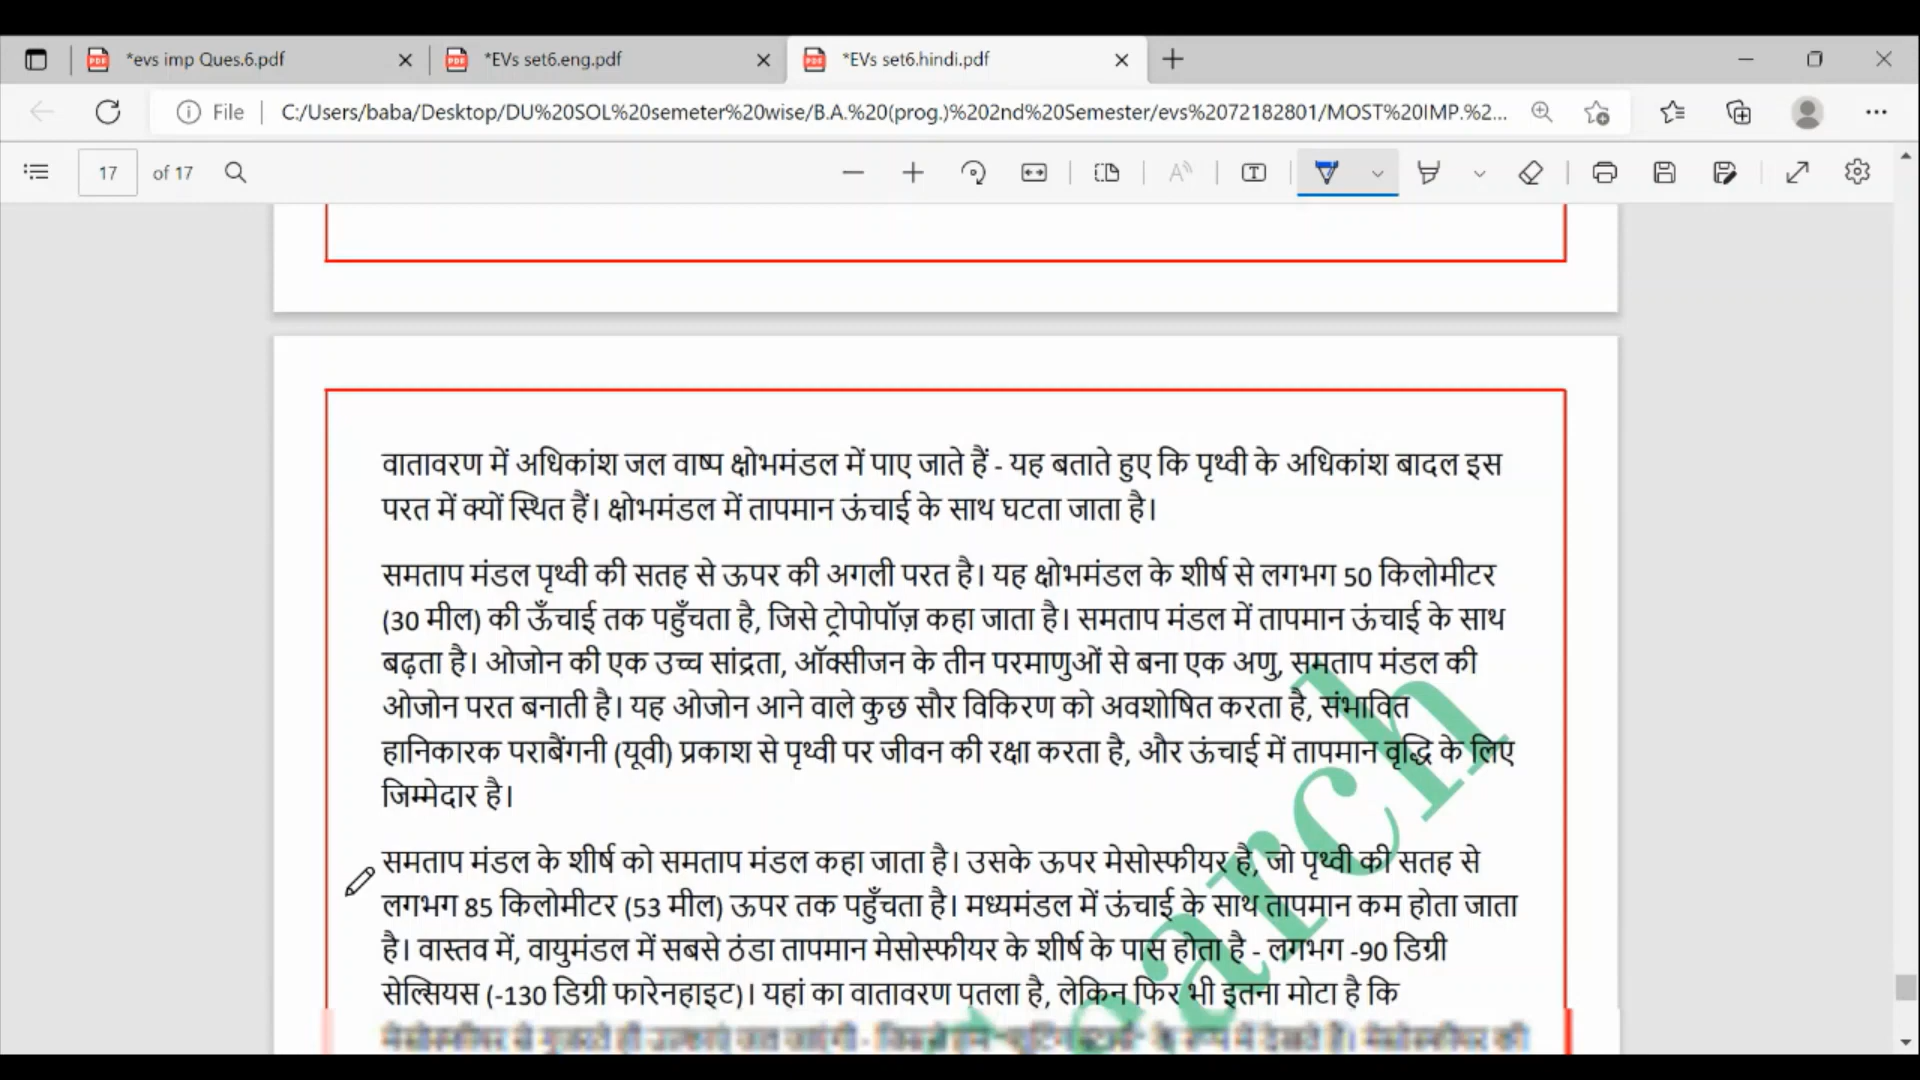 *evs imp Ques.6.pdf
*EVs set6.eng.pdf
*EVs set6.hindi.pdf
File
C:/Users/baba/Desktop/DU%20SOL%20semeter%20wise/B.A.%20(prog.)%202nd%20Semester/evs%2072182801/MOST%20IMP.%2...
17 of 17
वातावरण में अधिकांश जल वाष्प क्षोभमंडल में पाए जाते हैं - यह बताते हुए कि पृथ्वी के अधिकांश बादल इस
परत में क्यों स्थित हैं। क्षोभमंडल में तापमान ऊंचाई के साथ घटता जाता है।
समताप मंडल पृथ्वी की सतह से ऊपर की अगली परत है। यह क्षोभमंडल के शीर्ष से लगभग 50 किलोमीटर
(30 मील) की ऊँचाई तक पहुँचता है, जिसे ट्रोपोपॉज़ कहा जाता है। समताप मंडल में तापमान ऊंचाई के साथ
बढ़ता है। ओजोन की एक उच्च सांद्रता, ऑक्सीजन के तीन परमाणुओं से बना एक अणु, समताप मंडल की
ओजोन परत बनाती है। यह ओजोन आने वाले कुछ सौर विकिरण को अवशोषित करता है, संभावित
हानिकारक पराबैंगनी (यूवी) प्रकाश से पृथ्वी पर जीवन की रक्षा करता है, और ऊंचाई में तापमान वृद्धि के लिए
जिम्मेदार है।
समताप मंडल के शीर्ष को समताप मंडल कहा जाता है। उसके ऊपर मेसोस्फीयर है, जो पृथ्वी की सतह से
लगभग 85 किलोमीटर (53 मील) ऊपर तक पहुँचता है। मध्यमंडल में ऊंचाई के साथ तापमान कम होता जाता
है। वास्तव में, वायुमंडल में सबसे ठंडा तापमान मेसोस्फीयर के शीर्ष के पास होता है - लगभग -90 डिग्री
सेल्सियस (-130 डिग्री फारेनहाइट)। यहां का वातावरण पतला है, लेकिन फिर भी इतना मोटा है कि
earch